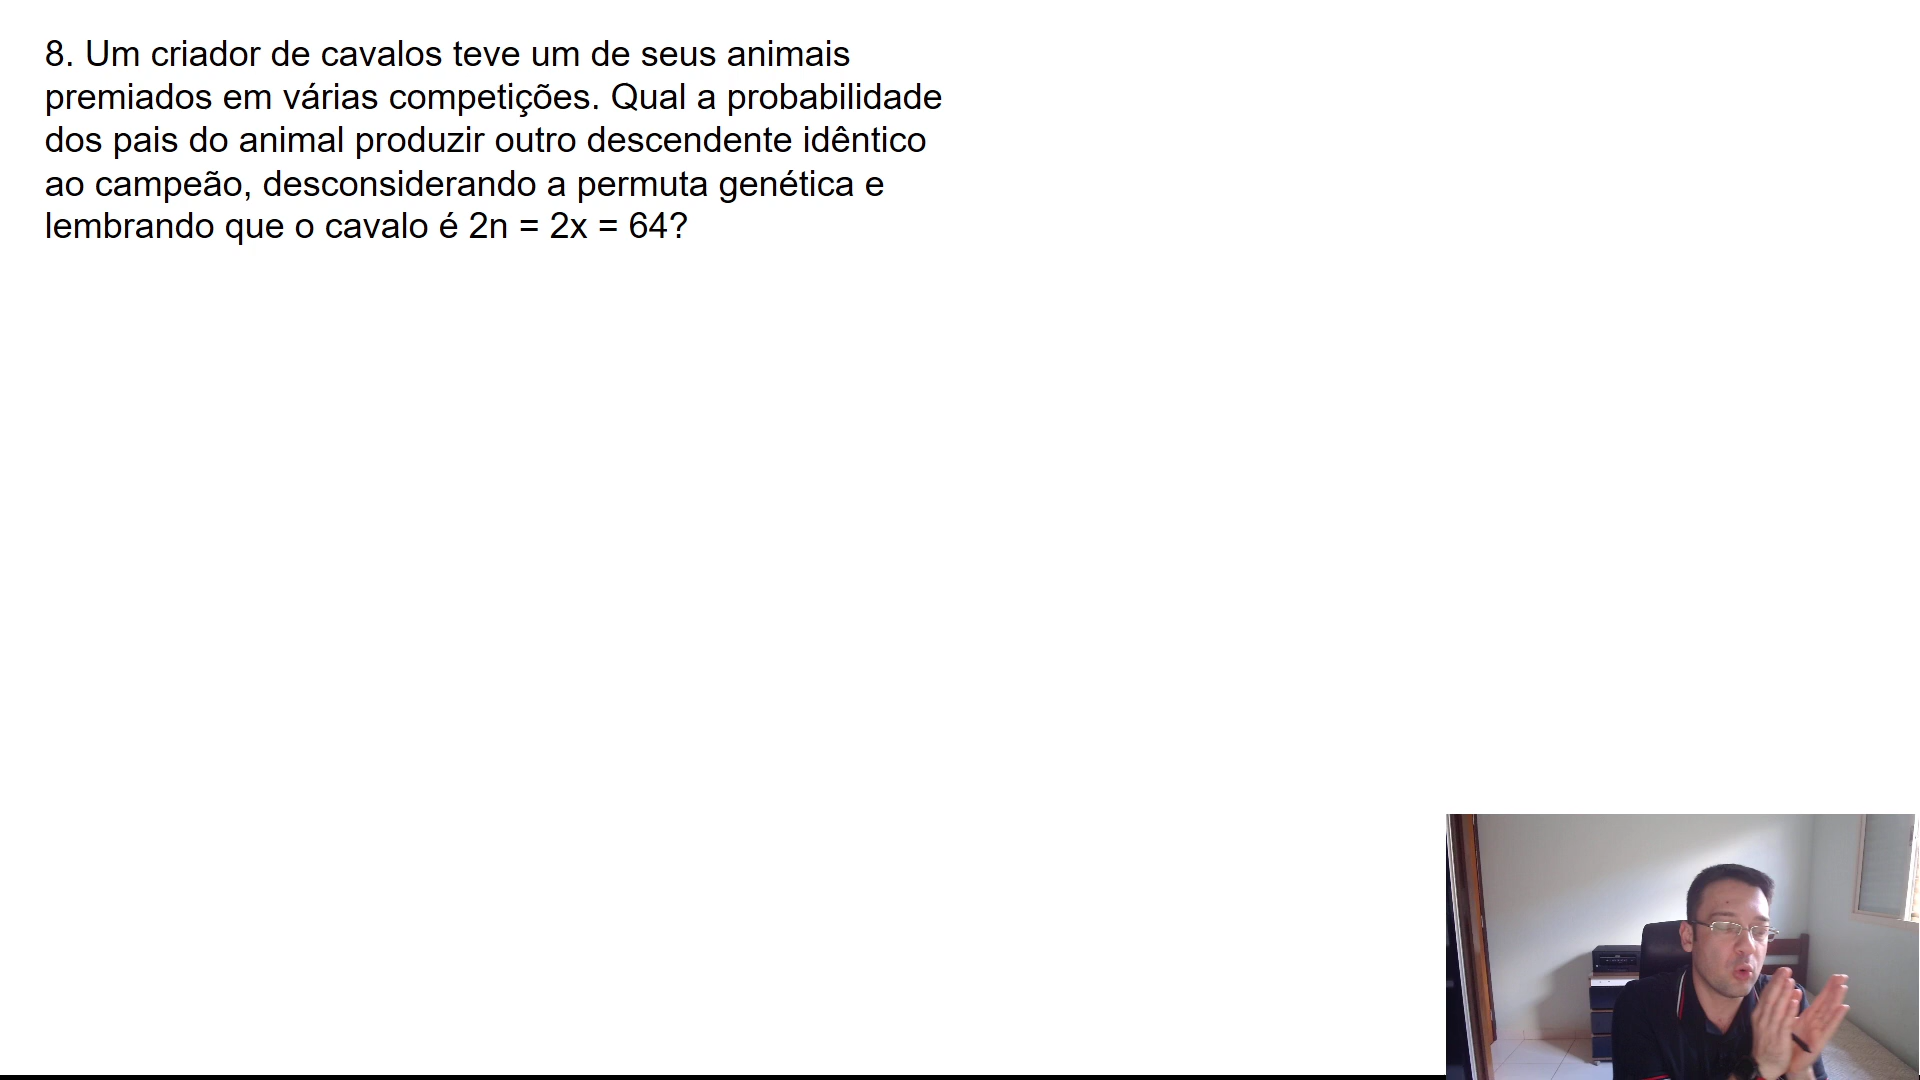 8. Um criador de cavalos teve um de seus animais
premiados em várias competições. Qual a probabilidade
dos pais do animal produzir outro descendente idêntico
ao campeão, desconsiderando a permuta genética e
lembrando que o cavalo é 2n = 2x = 64?